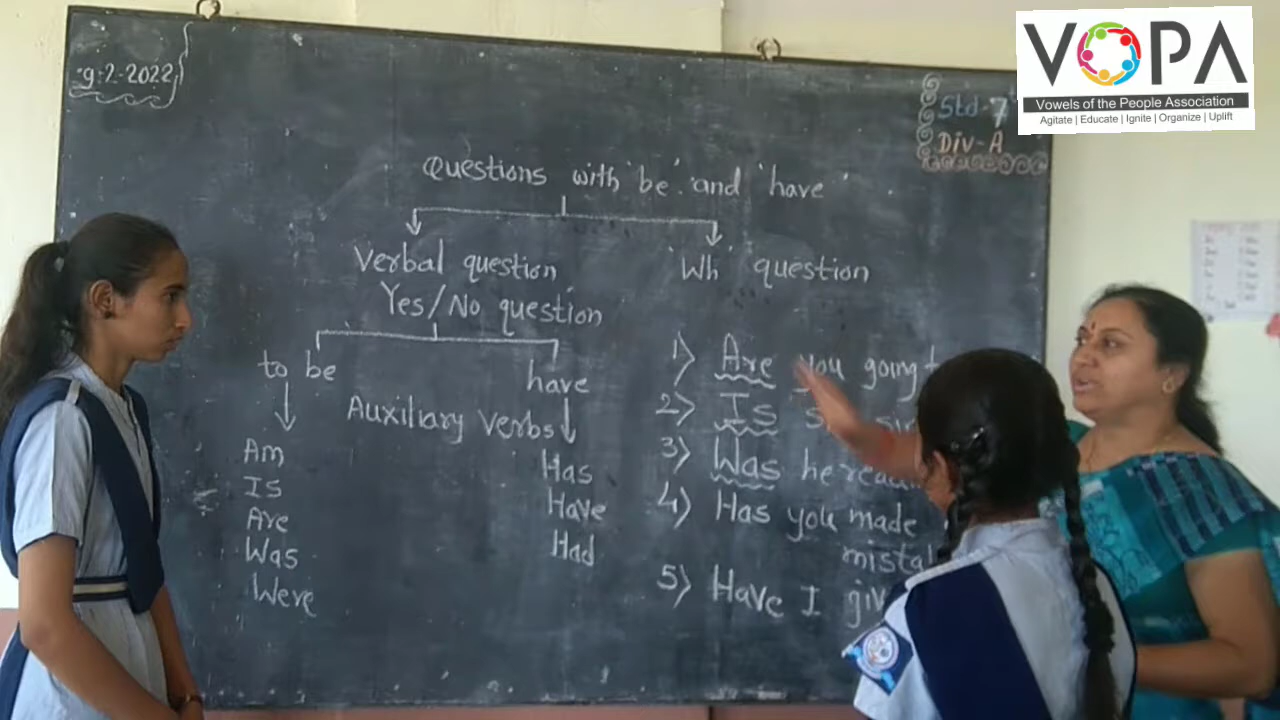 9-2-2022
VOPA
Vowels of the People Association
Agitate | Educate | Ignite | Organize | Uplift
Std-7
Div-A
Questions with 'be' and 'have'
Verbal question
'Wh' question
Yes/No question
to be
have
Auxiliary Verbs
Am
Is
Are
Was
Were
Has
Have
Had
1) Are you going
2) Is
3) Was he
4) Has you made
5) Have I